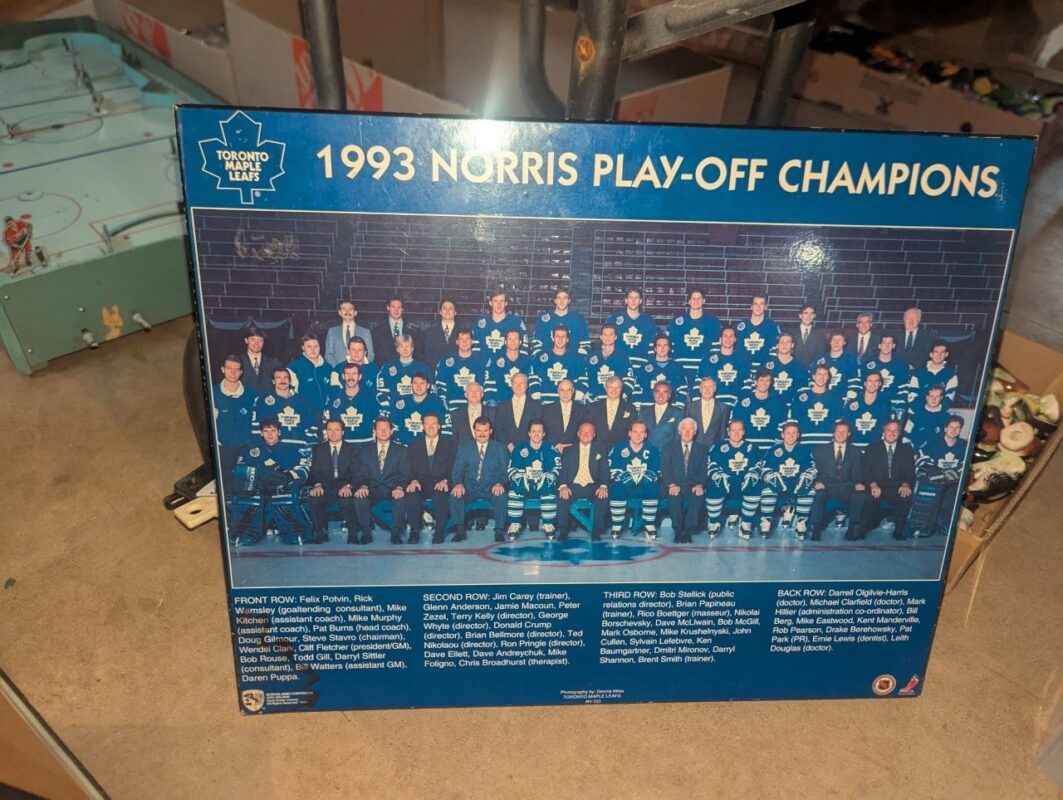 TORONTO
MAPLE
LEAFS
1993 NORRIS PLAY-OFF CHAMPIONS
FRONT ROW: Felix Potvin, Rick
Wamsley (goaltending consultant), Mike
Kitchen (assistant coach), Mike Murphy
(assistant coach), Pat Burns (head coach),
Doug Gilmour, Steve Stavro (chairman),
Wendel Clark, Cliff Fletcher (president/GM),
Bob Rouse, Todd Gill, Darryl Sittler
(consultant), Bill Watters (assistant GM),
Daren Puppa.
SECOND ROW: Jim Carey (trainer),
Glenn Anderson, Jamie Macoun, Peter
Zezel, Terry Kelly (director), George
Whyte (director), Donald Crump
(director), Brian Bellmore (director), Ted
Nikolaou (director), Ron Pringle (director),
Dave Ellett, Dave Andreychuk, Mike
Foligno, Chris Broadhurst (therapist).
THIRD ROW: Bob Stellick (public
relations director), Brian Papineau
(trainer), Rico Boettger (masseur), Nikolai
Borschevsky, Dave McLlwain, Bob McGill,
Mark Osborne, Mike Krushelnyski, John
Cullen, Sylvain Lefebvre, Ken
Baumgartner, Dmitri Mironov, Darryl
Shannon, Brent Smith (trainer).
BACK ROW: Darrell Ogilvie-Harris
(doctor), Michael Clarfield (doctor), Mark
Hillier (administration co-ordinator), Bill
Berg, Mike Eastwood, Kent Manderville,
Rob Pearson, Drake Berehowsky, Pat
Park (PR), Ernie Lewis (dentist), Leith
Douglas (doctor).
TORONTO MAPLE LEAFS